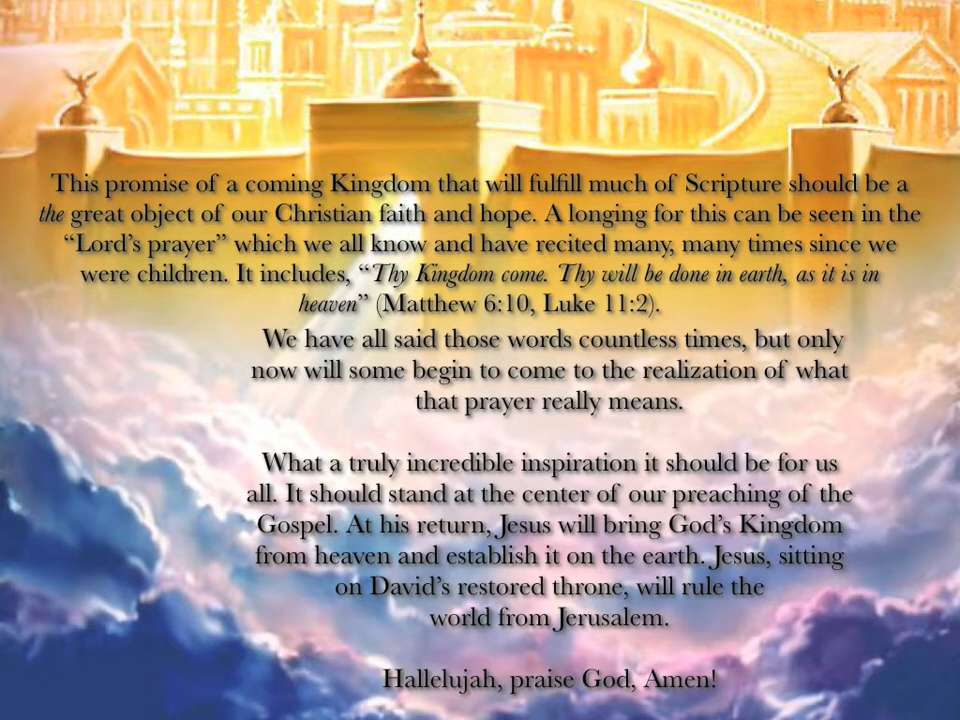 This promise of a coming Kingdom that will fulfill much of Scripture should be a
the great object of our Christian faith and hope. A longing for this can be seen in the
“Lord’s prayer” which we all know and have recited many, many times since we
were children. It includes, “Thy Kingdom come. Thy will be done in earth, as it is in
heaven” (Matthew 6:10, Luke 11:2).
We have all said those words countless times, but only
now will some begin to come to the realization of what
that prayer really means.
What a truly incredible inspiration it should be for us
all. It should stand at the center of our preaching of the
Gospel. At his return, Jesus will bring God’s Kingdom
from heaven and establish it on the earth. Jesus, sitting
on David’s restored throne, will rule the
world from Jerusalem.
Hallelujah, praise God, Amen!